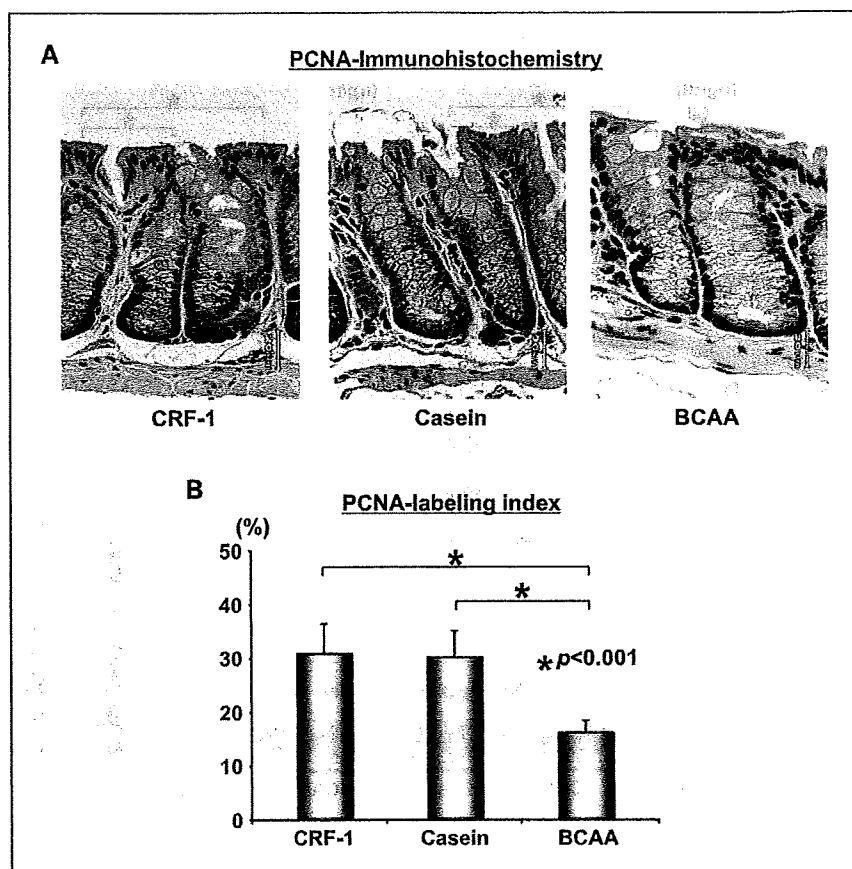 A
PCNA-Immunohistochemistry
CRF-1 Casein BCAA
B
PCNA-labeling index
(%)
50
*
40
*
30
* p<0.001
20
10
0
CRF-1 Casein BCAA